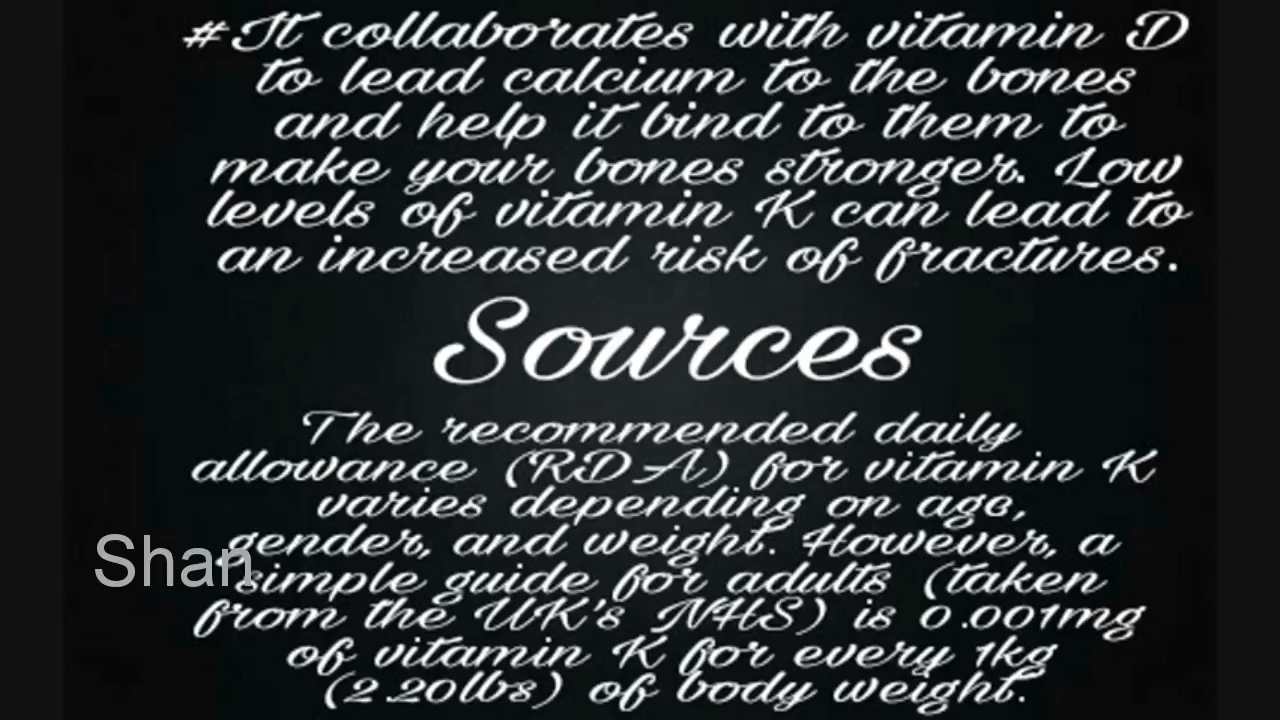 #It collaborates with vitamin D
to lead calcium to the bones
and help it bind to them to
make your bones stronger. Low
levels of vitamin K can lead to
an increased risk of fractures.
Sources
The recommended daily
allowance (RDA) for vitamin K
varies depending on age,
gender, and weight. However, a
Shan
simple guide for adults (taken
from the UK's NHS) is 0.001mg
of vitamin K for every 1kg
(2.20lbs) of body weight.